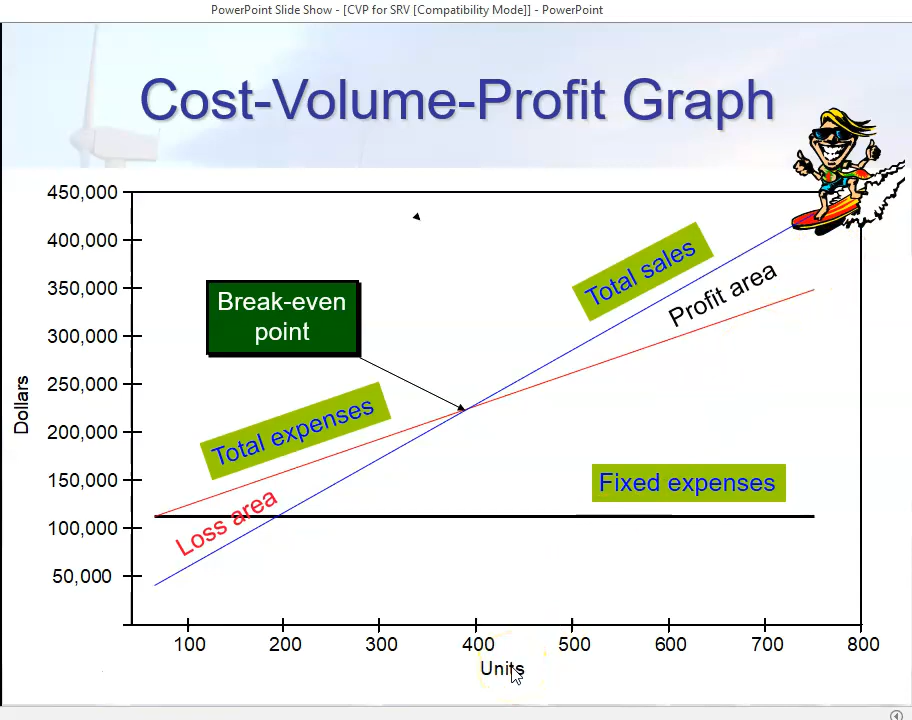 PowerPoint Slide Show - [CVP for SRV [Compatibility Mode]] - PowerPoint
Cost-Volume-Profit Graph
450,000
400,000
350,000
300,000
250,000
200,000
150,000
100,000
50,000
Dollars
Total sales
Profit area
Break-even
point
Total expenses
Fixed expenses
Loss area
100 200 300 400 500 600 700 800
Units